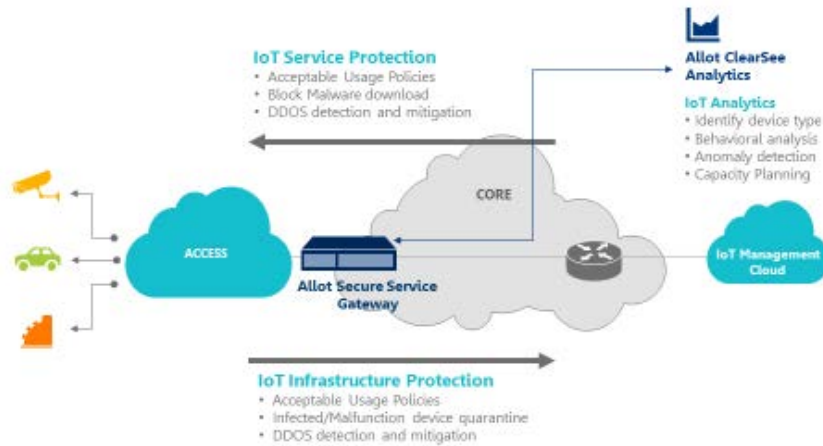 IoT Service Protection
• Acceptable Usage Policies
• Block Malware download
• DDOS detection and mitigation
Allot ClearSee
Analytics
IoT Analytics
• Identify device type
• Behavioral analysis
• Anomaly detection
• Capacity Planning
CORE
ACCESS
Allot Secure Service
Gateway
IoT Management
Cloud
IoT Infrastructure Protection
• Acceptable Usage Policies
• Infected/Malfunction device quarantine
• DDOS detection and mitigation